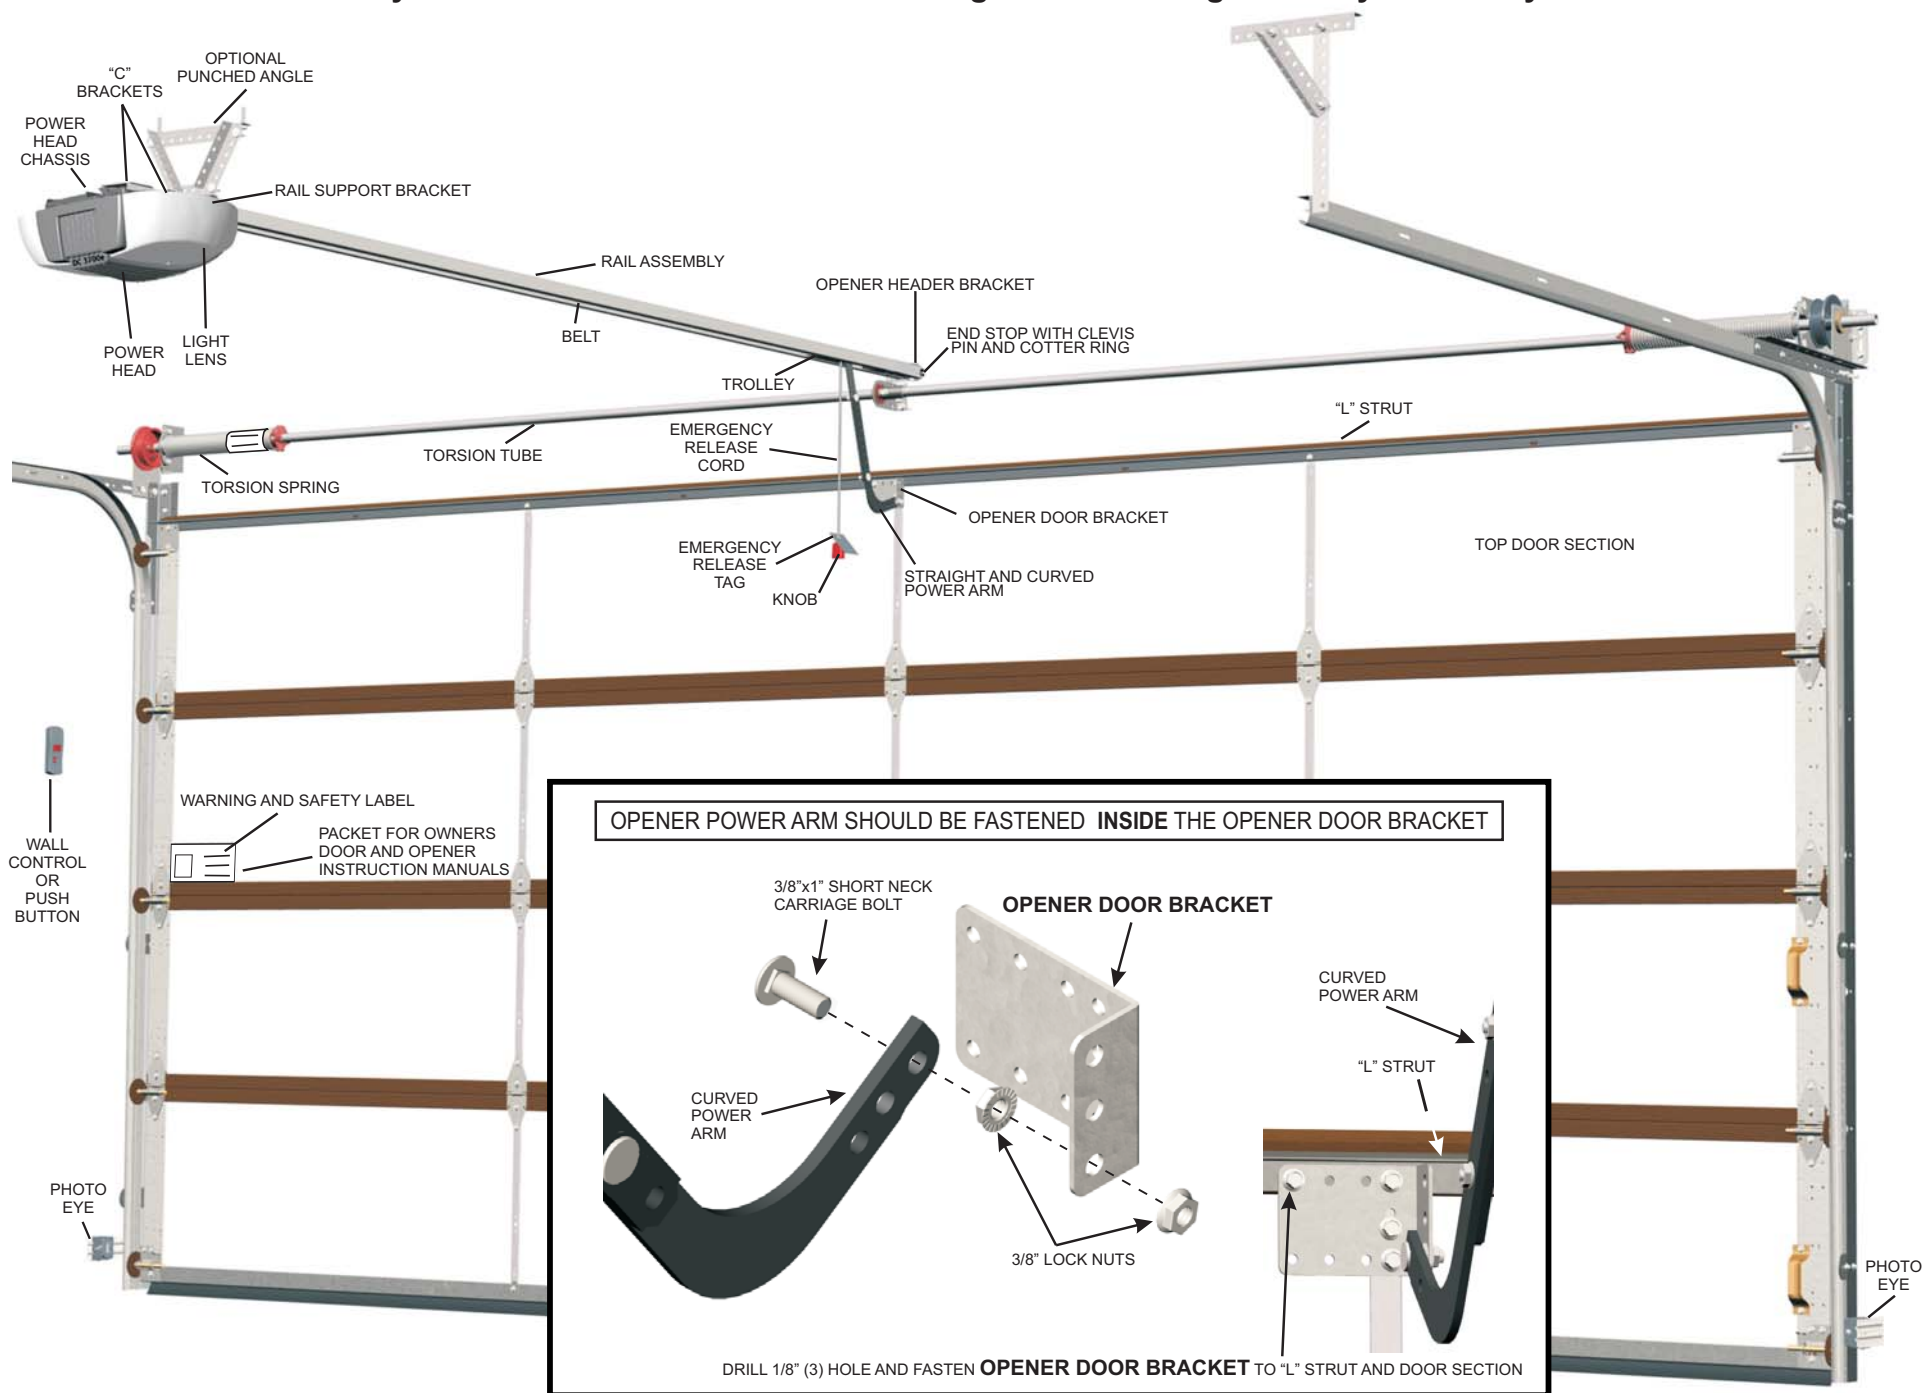 OPTIONAL
PUNCHED ANGLE
“C”
BRACKETS
POWER
HEAD
CHASSIS
RAIL SUPPORT BRACKET
RAIL ASSEMBLY
OPENER HEADER BRACKET
BELT
END STOP WITH CLEVIS
PIN AND COTTER RING
LIGHT
LENS
POWER
HEAD
TROLLEY
“L” STRUT
EMERGENCY
RELEASE
CORD
TORSION TUBE
TORSION SPRING
OPENER DOOR BRACKET
TOP DOOR SECTION
EMERGENCY
RELEASE
TAG
STRAIGHT AND CURVED
POWER ARM
KNOB
WARNING AND SAFETY LABEL
PACKET FOR OWNERS
DOOR AND OPENER
INSTRUCTION MANUALS
WALL
CONTROL
OR
PUSH
BUTTON
OPENER POWER ARM SHOULD BE FASTENED INSIDE THE OPENER DOOR BRACKET
3/8”x1” SHORT NECK
CARRIAGE BOLT
OPENER DOOR BRACKET
CURVED
POWER ARM
“L” STRUT
CURVED
POWER
ARM
3/8” LOCK NUTS
PHOTO
EYE
PHOTO
EYE
DRILL 1/8” (3) HOLE AND FASTEN OPENER DOOR BRACKET TO “L” STRUT AND DOOR SECTION